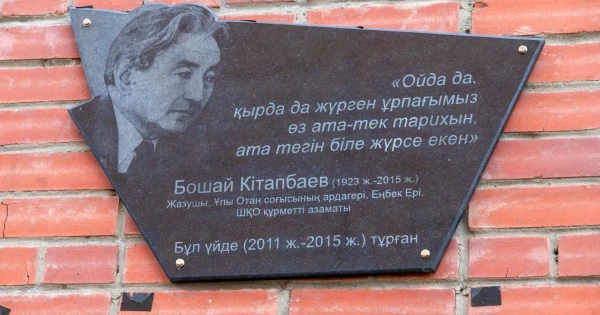 «Ойда да.
қырда да жүрген ұрпағымыз
өз ата-тек тарихын.
ата тегін біле жүрсе екен»
Бошай Кітапбаев (1923 ж.-2015 ж.)
Жазушы, Ұлы Отан соғысының ардагері, Еңбек Ері.
ШҚО құрметті азаматы
Бұл үйде (2011 ж.-2015 ж.) тұрған